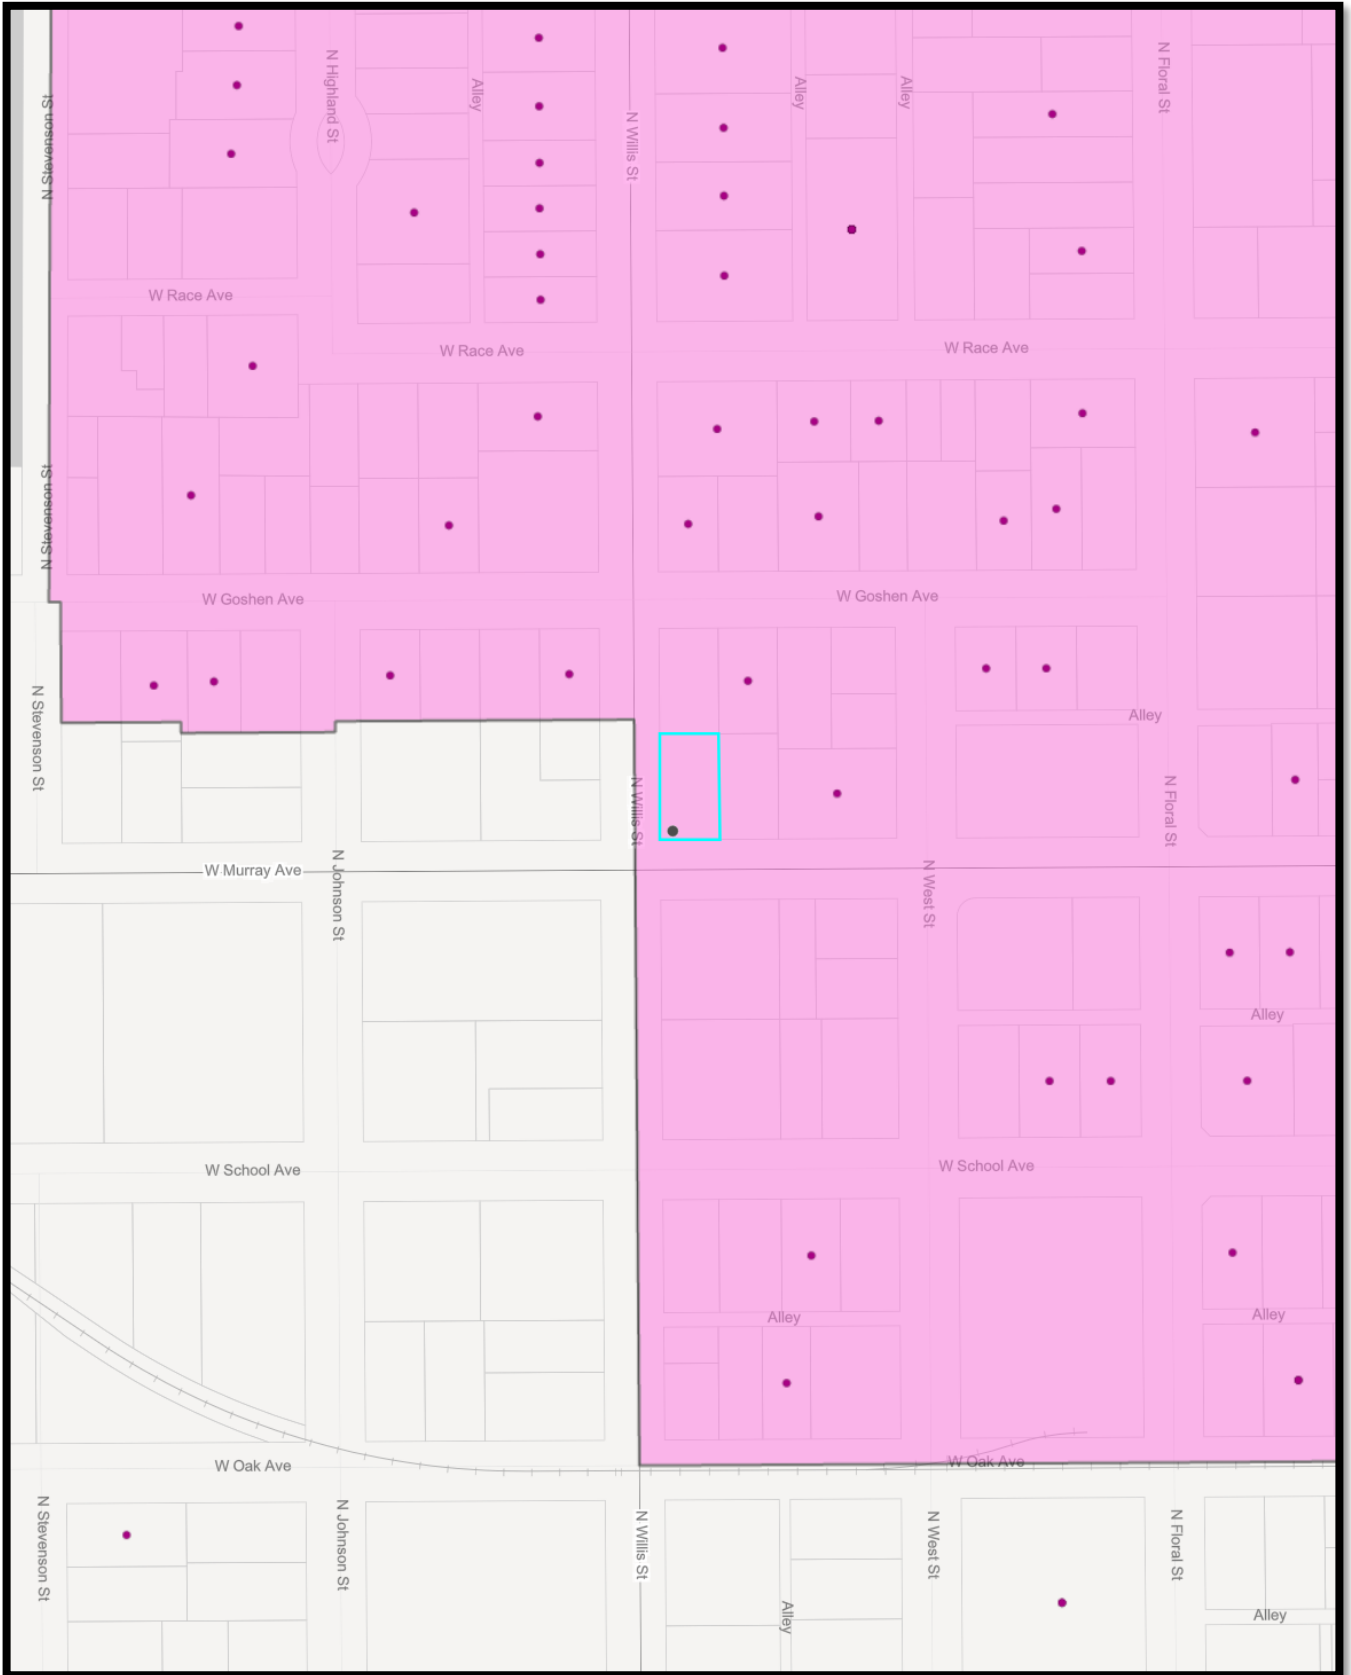 N Highland St
N Floral St
Alley
Alley
Alley
N Stevenson St
N Willis St
W Race Ave
W Race Ave
W Race Ave
N Stevenson St
W Goshen Ave
W Goshen Ave
N Stevenson St
Alley
N Willis St
N Floral St
W Murray Ave
N Johnson St
N West St
Alley
W School Ave
W School Ave
Alley
Alley
W Oak Ave
W Oak Ave
N Stevenson St
N Johnson St
N Willis St
N West St
N Floral St
Alley
Alley